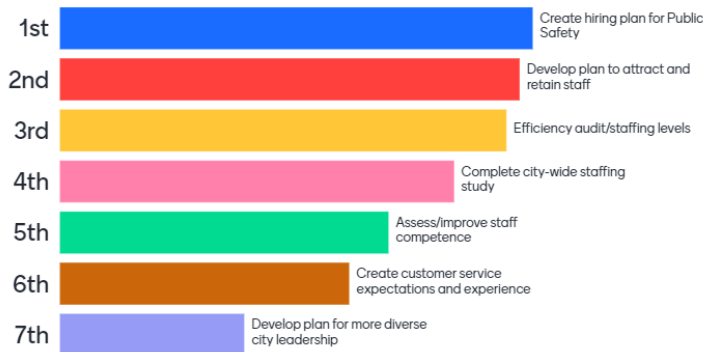 1st
Create hiring plan for Public
Safety
2nd
Develop plan to attract and
retain staff
3rd
Efficiency audit/staffing levels
4th
Complete city-wide staffing
study
5th
Assess/improve staff
competence
6th
Create customer service
expectations and experience
7th
Develop plan for more diverse
city leadership